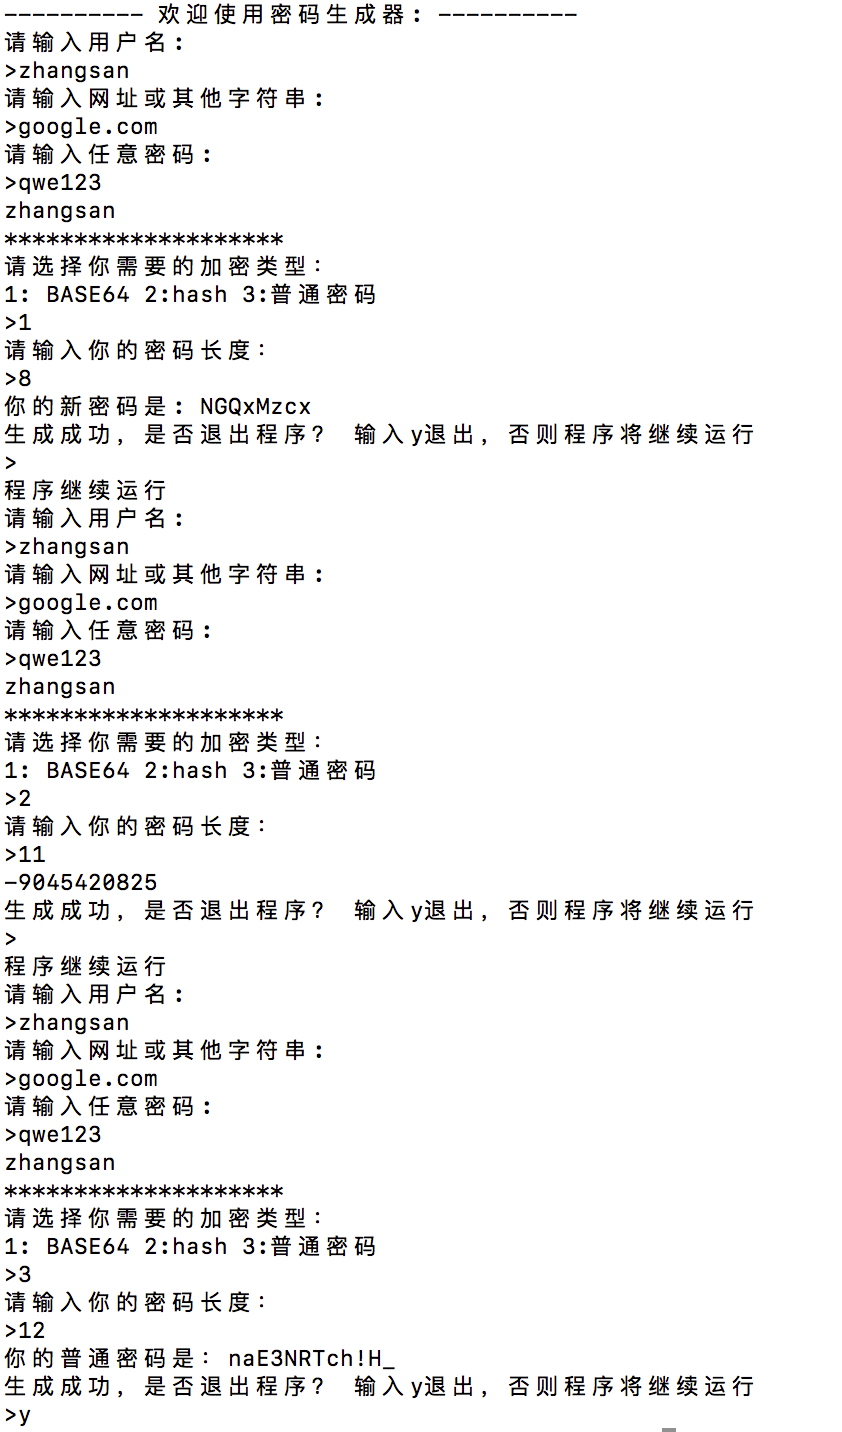 ---------- 欢迎使用密码生成器: ----------
请输入用户名:
>zhangsan
请输入网址或其他字符串:
>google.com
请输入任意密码:
>qwe123
zhangsan
********************
请选择你需要的加密类型：
1: BASE64 2:hash 3:普通密码
>1
请输入你的密码长度：
>8
你的新密码是: NGQxMzcx
生成成功，是否退出程序？ 输入y退出，否则程序将继续运行
>
程序继续运行
请输入用户名:
>zhangsan
请输入网址或其他字符串:
>google.com
请输入任意密码:
>qwe123
zhangsan
********************
请选择你需要的加密类型：
1: BASE64 2:hash 3:普通密码
>2
请输入你的密码长度：
>11
-9045420825
生成成功，是否退出程序？ 输入y退出，否则程序将继续运行
>
程序继续运行
请输入用户名:
>zhangsan
请输入网址或其他字符串:
>google.com
请输入任意密码:
>qwe123
zhangsan
********************
请选择你需要的加密类型：
1: BASE64 2:hash 3:普通密码
>3
请输入你的密码长度：
>12
你的普通密码是：naE3NRTch!H_
生成成功，是否退出程序？ 输入y退出，否则程序将继续运行
>y